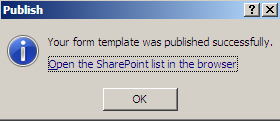 Publish
Your form template was published successfully.
Open the SharePoint list in the browser
OK